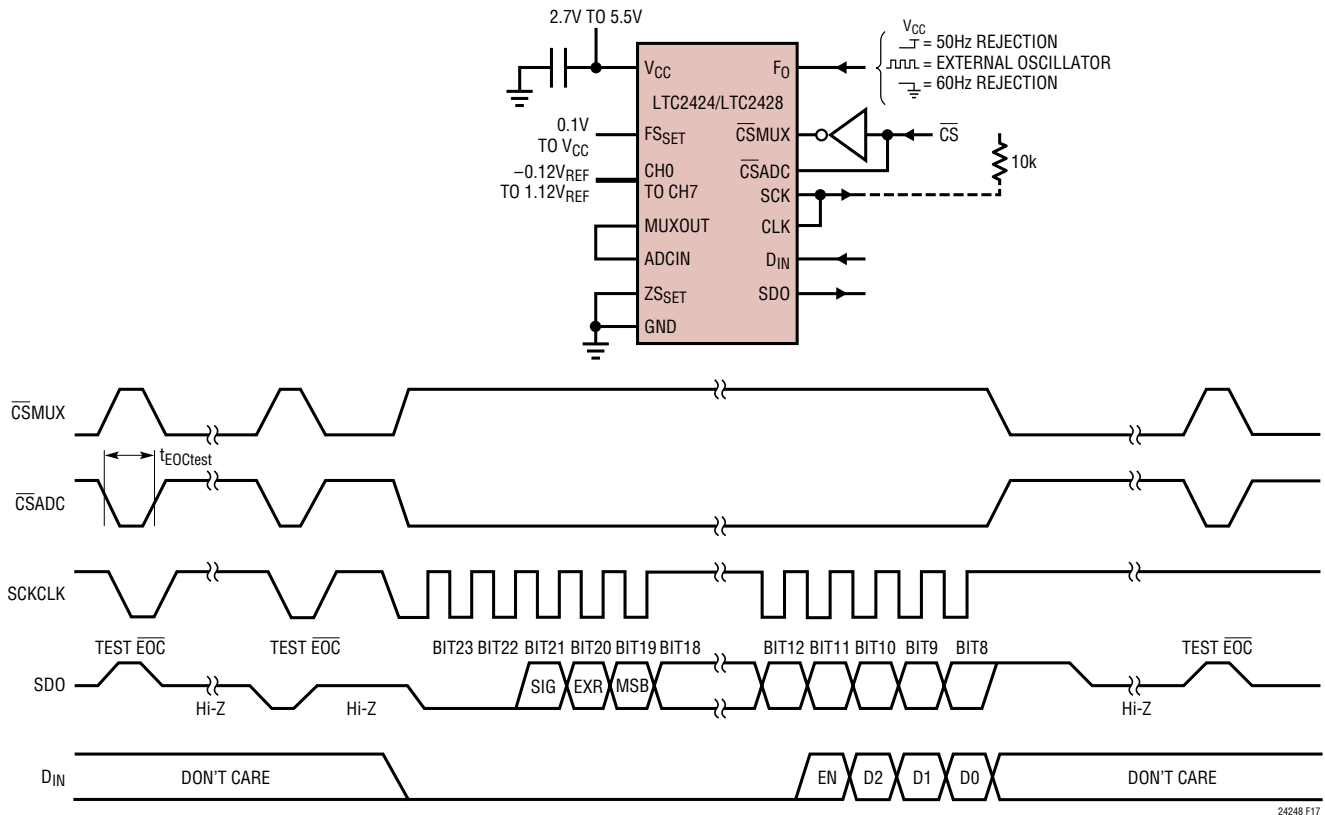 2.7V TO 5.5V
VCC
= 50Hz REJECTION
= EXTERNAL OSCILLATOR
= 60Hz REJECTION
VCC
FO
LTC2424/LTC2428
0.1V
TO VCC
FSSET
CSMUX
CS
–0.12VREF
TO 1.12VREF
CH0
TO CH7
CSADC
SCK
10k
MUXOUT
CLK
ADCIN
DIN
ZSSET
SDO
GND
CSMUX
tEOCtest
CSADC
SCKCLK
TEST EOC
TEST EOC
BIT23 BIT22 BIT21 BIT20 BIT19 BIT18 BIT12 BIT11 BIT10 BIT9 BIT8
TEST EOC
SDO
SIG EXR MSB
Hi-Z
Hi-Z
Hi-Z
DIN
DON'T CARE
EN D2 D1 D0
DON'T CARE
24248 F17